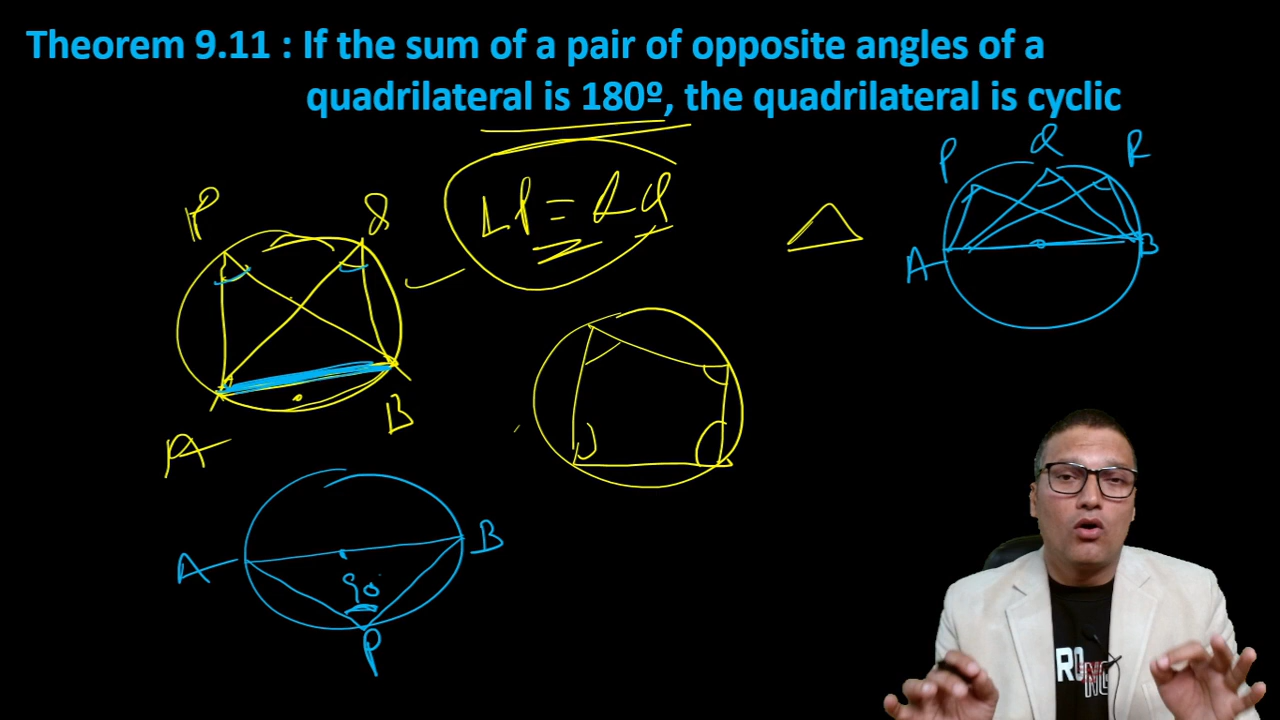 Theorem 9.11 : If the sum of a pair of opposite angles of a
quadrilateral is 180º, the quadrilateral is cyclic
P Q R
A B
P Q
∠P = ∠Q
A B
A B
90°
P